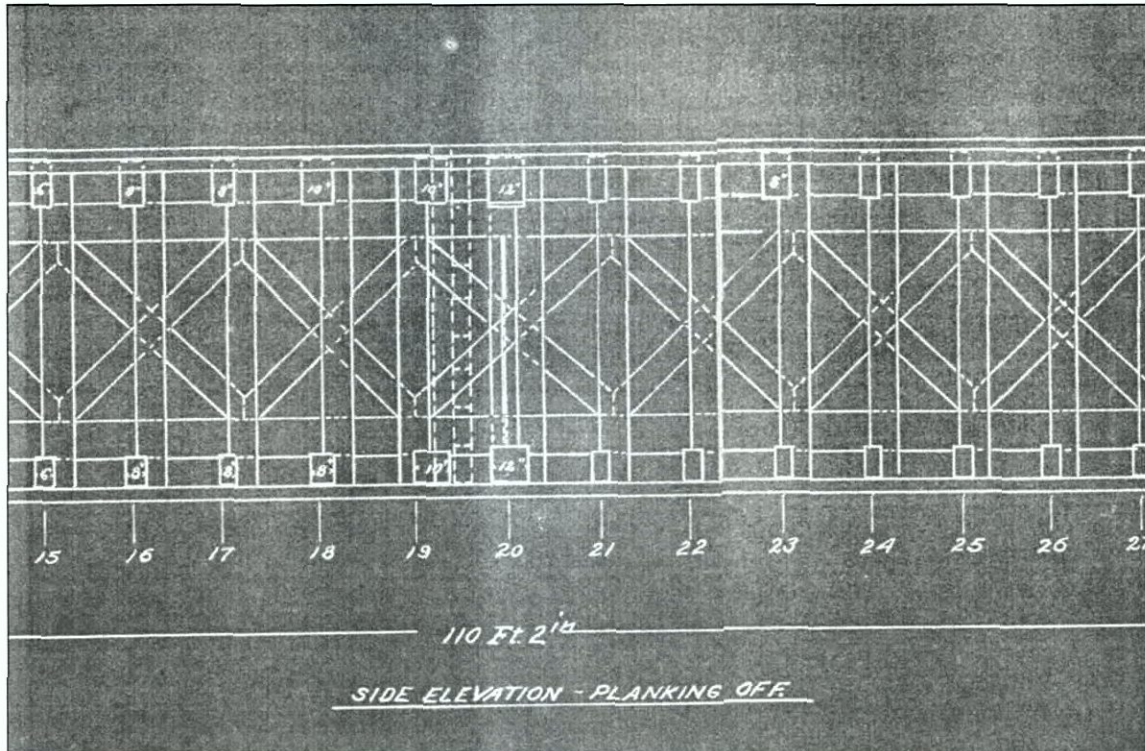 6" 8" 8" 10" 10" 12" 8"
6" 8" 8" 8" 10" 12"
15 16 17 18 19 20 21 22 23 24 25 26 27
110 Ft. 2 in
SIDE ELEVATION - PLANKING OFF